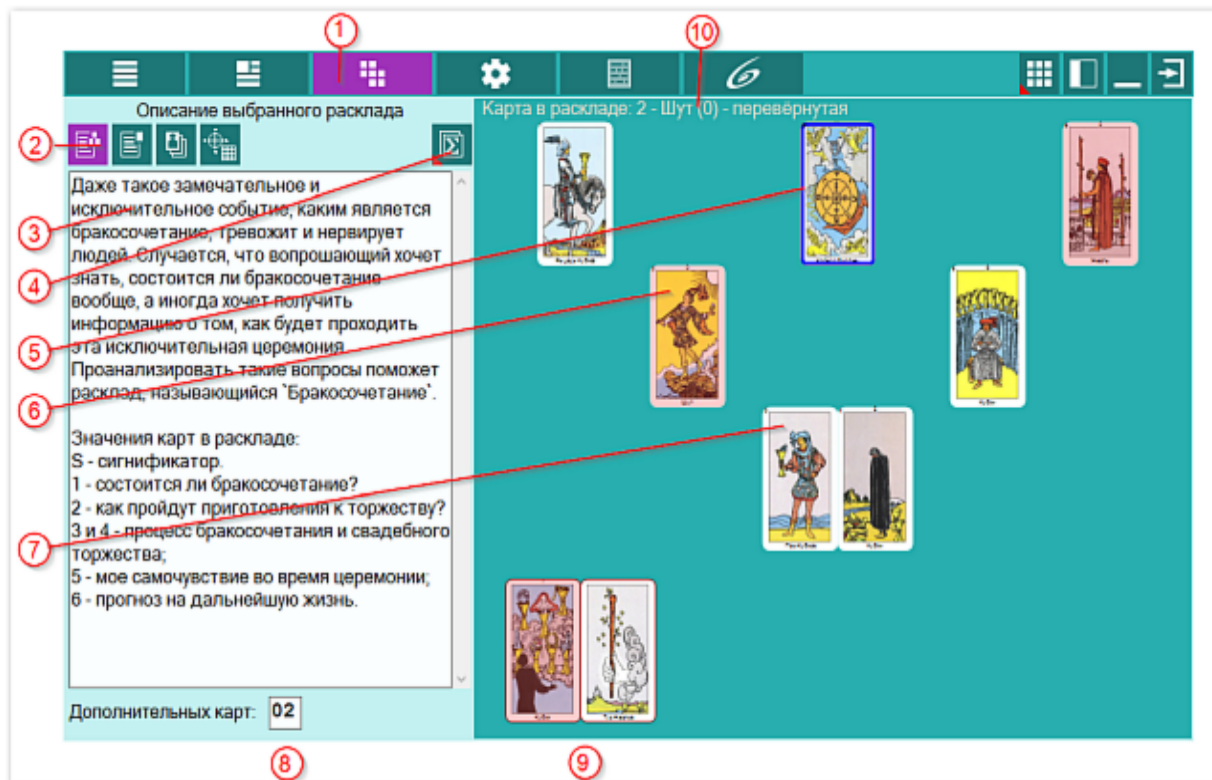 1
10
Описание выбранного расклада
Карта в раскладе: 2 - Шут (0) - перевёрнутая
2
Даже такое замечательное и
исключительное событие, каким является
бракосочетание, тревожит и нервирует
людей. Случается, что вопрошающий хочет
знать, состоится ли бракосочетание
вообще, а иногда хочет получить
информацию о том, как будет проходить
эта исключительная церемония.
Проанализировать такие вопросы поможет
расклад, называющийся `Бракосочетание`.
Значения карт в раскладе:
S - сигнификатор.
1 - состоится ли бракосочетание?
2 - как пройдут приготовления к торжеству?
3 и 4 - процесс бракосочетания и свадебного
торжества;
5 - мое самочувствие во время церемонии;
6 - прогноз на дальнейшую жизнь.
3
4
5
6
7
Дополнительных карт: 02
8
9